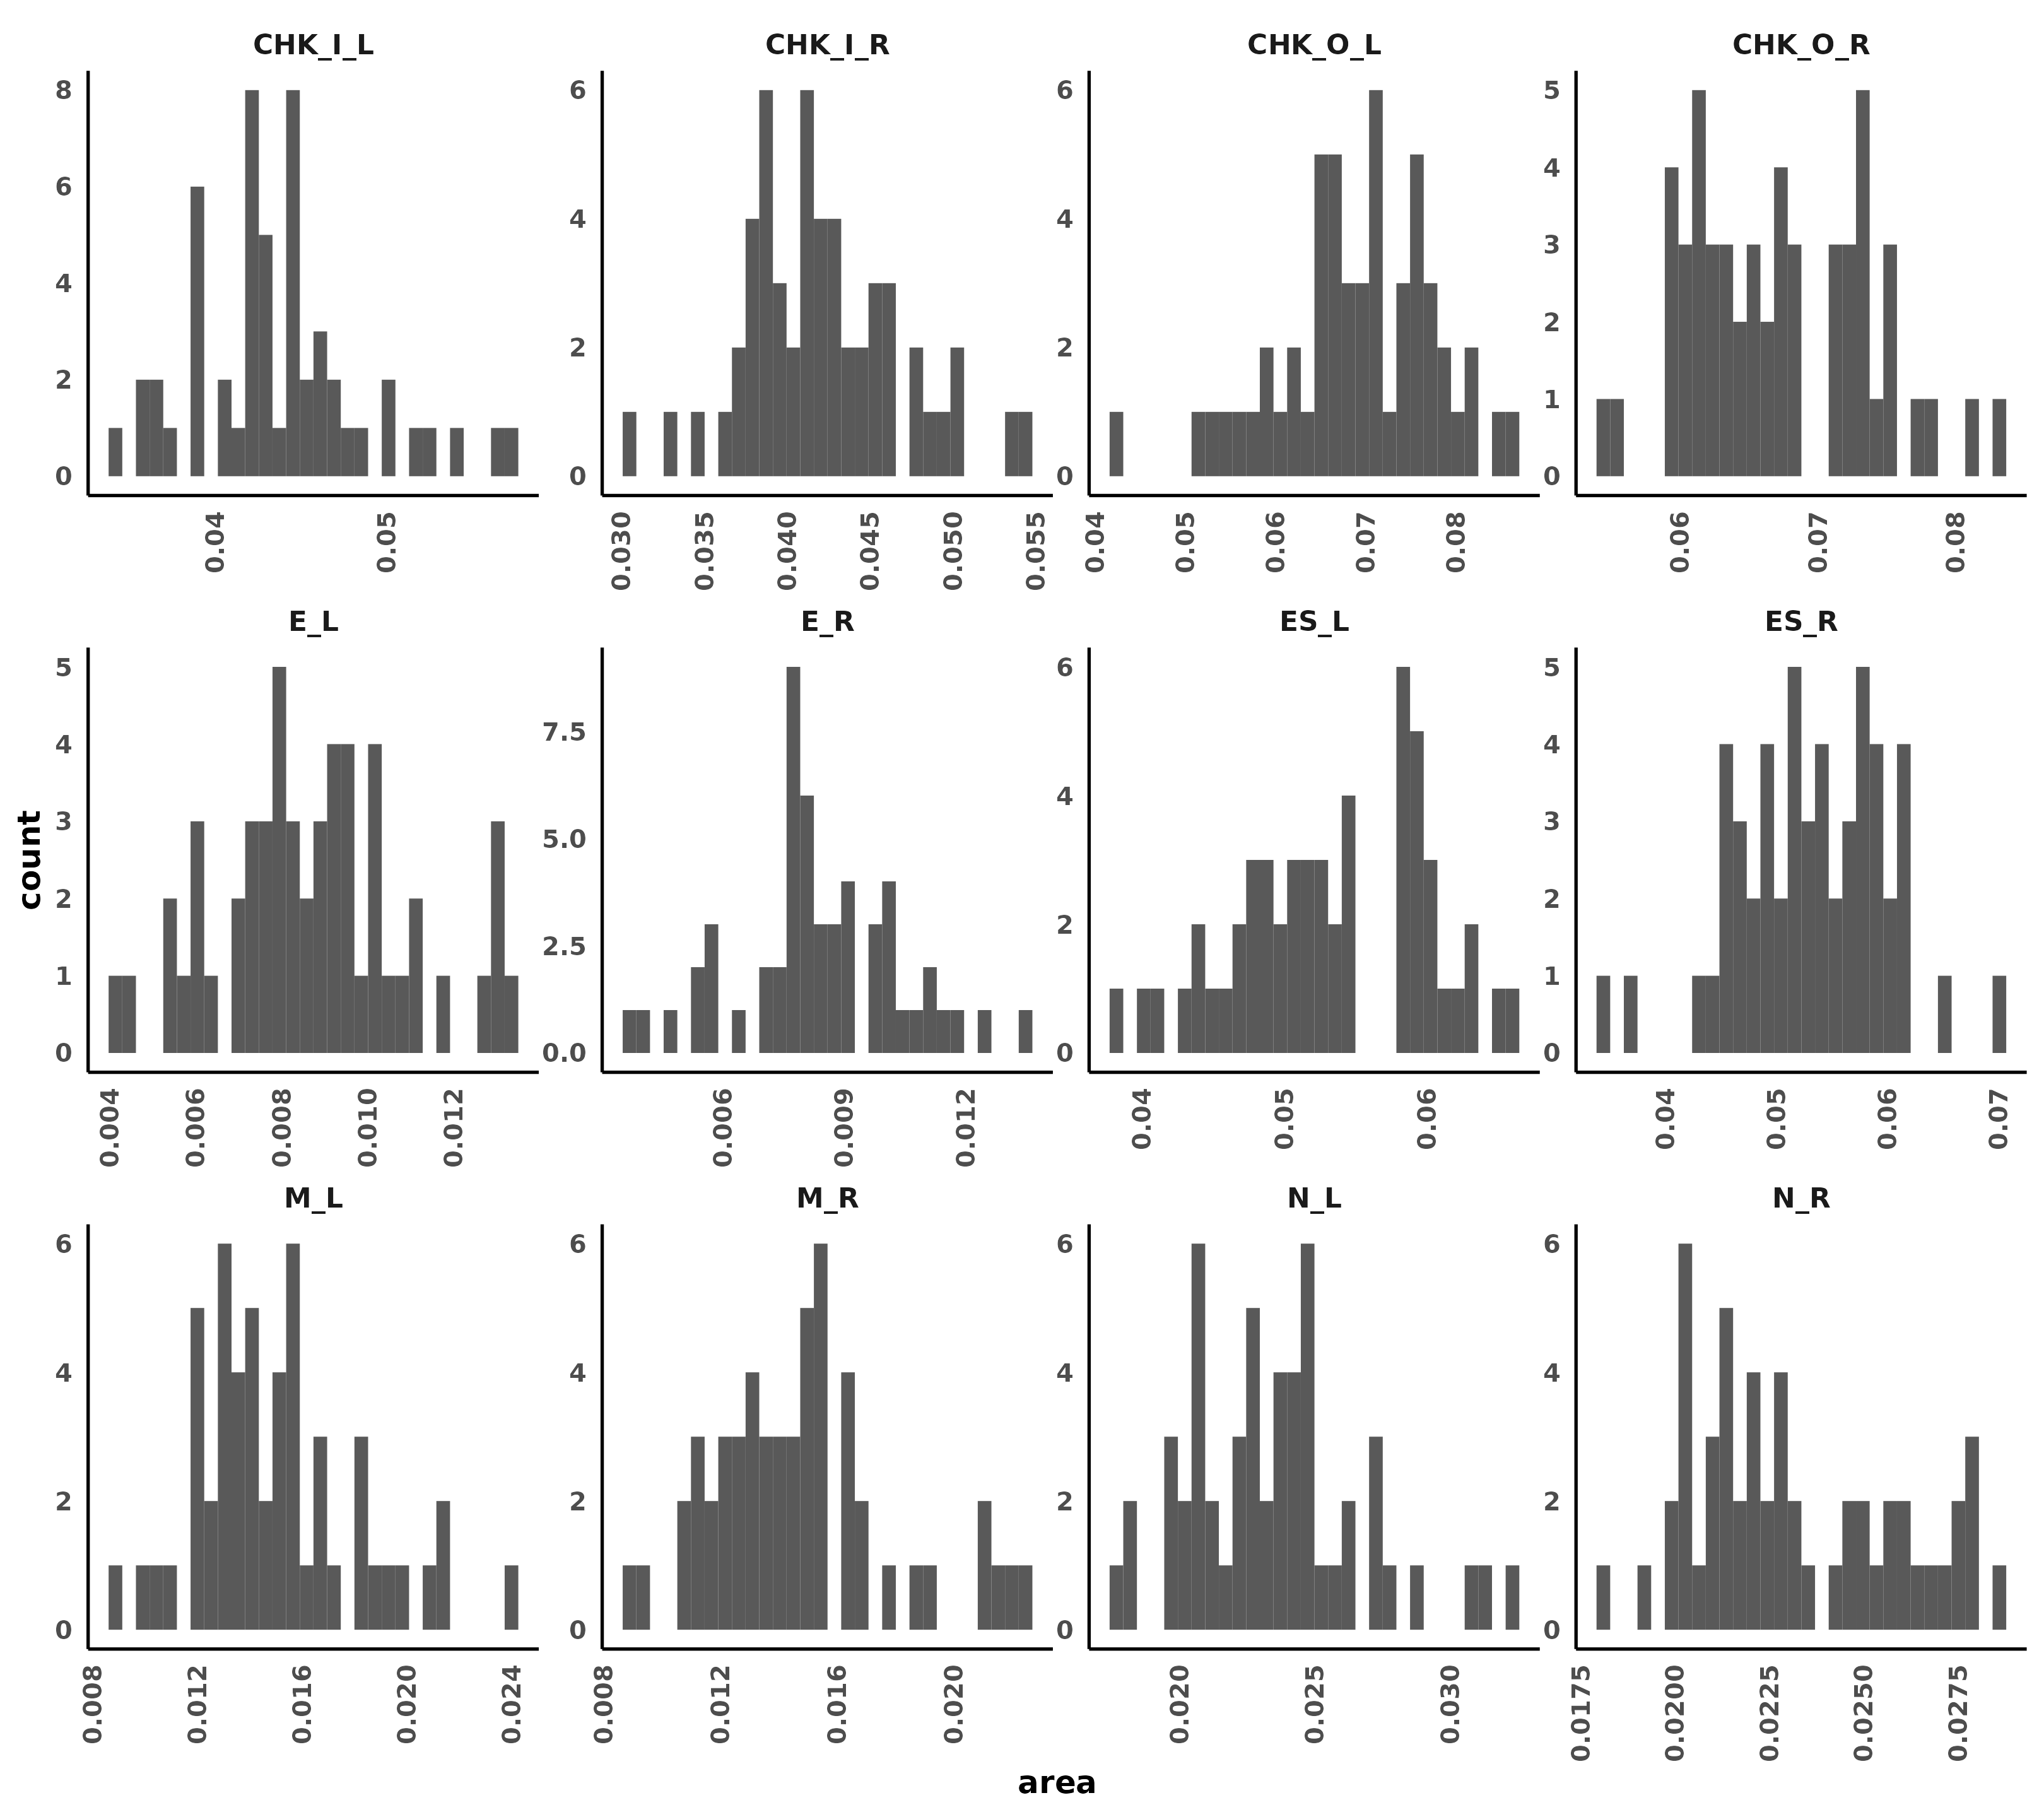 CHK_I_L CHK_I_R CHK_O_L CHK_O_R
8 6 6 5
6 4 4 4
4 2 2 3
2 0 0 2
0 1
0
0.04 0.05 0.030 0.035 0.040 0.045 0.050 0.055 0.04 0.05 0.06 0.07 0.08 0.06 0.07 0.08
E_L E_R ES_L ES_R
5 7.5 6 5
4 5.0 4 4
3 2.5 2 3
2 0.0 0 2
1 1
0 0
0.004 0.006 0.008 0.010 0.012 0.006 0.009 0.012 0.04 0.05 0.06 0.04 0.05 0.06 0.07
count
M_L M_R N_L N_R
6 6 6 6
4 4 4 4
2 2 2 2
0 0 0 0
0.008 0.012 0.016 0.020 0.024 0.008 0.012 0.016 0.020 0.020 0.025 0.030 0.0175 0.0200 0.0225 0.0250 0.0275
area